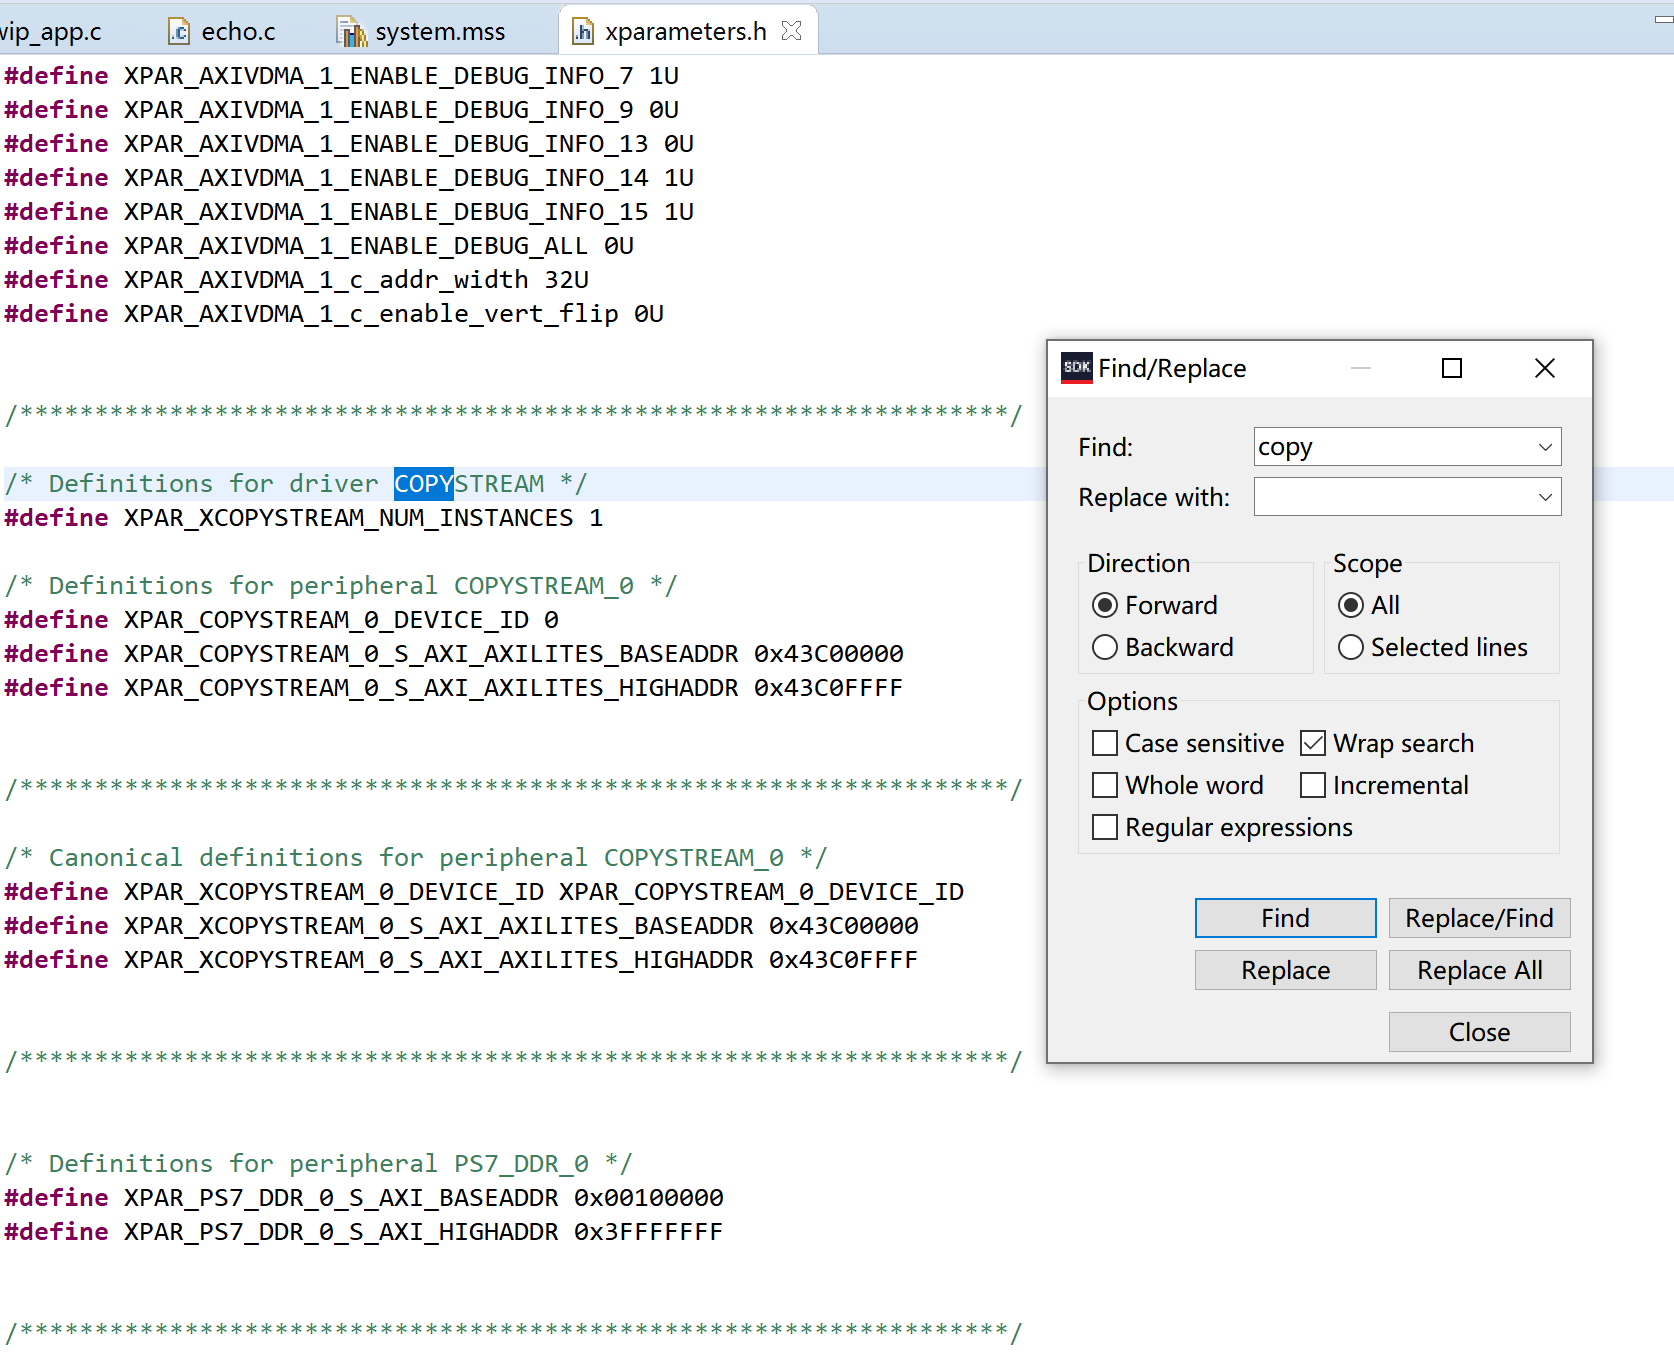 wip_app.c echo.c system.mss xparameters.h
#define XPAR_AXIVDMA_1_ENABLE_DEBUG_INFO_7 1U
#define XPAR_AXIVDMA_1_ENABLE_DEBUG_INFO_9 0U
#define XPAR_AXIVDMA_1_ENABLE_DEBUG_INFO_13 0U
#define XPAR_AXIVDMA_1_ENABLE_DEBUG_INFO_14 1U
#define XPAR_AXIVDMA_1_ENABLE_DEBUG_INFO_15 1U
#define XPAR_AXIVDMA_1_ENABLE_DEBUG_ALL 0U
#define XPAR_AXIVDMA_1_c_addr_width 32U
#define XPAR_AXIVDMA_1_c_enable_vert_flip 0U
/******************************************************************/
/* Definitions for driver COPYSTREAM */
#define XPAR_XCOPYSTREAM_NUM_INSTANCES 1
/* Definitions for peripheral COPYSTREAM_0 */
#define XPAR_COPYSTREAM_0_DEVICE_ID 0
#define XPAR_COPYSTREAM_0_S_AXI_AXILITES_BASEADDR 0x43C00000
#define XPAR_COPYSTREAM_0_S_AXI_AXILITES_HIGHADDR 0x43C0FFFF
/******************************************************************/
/* Canonical definitions for peripheral COPYSTREAM_0 */
#define XPAR_XCOPYSTREAM_0_DEVICE_ID XPAR_COPYSTREAM_0_DEVICE_ID
#define XPAR_XCOPYSTREAM_0_S_AXI_AXILITES_BASEADDR 0x43C00000
#define XPAR_XCOPYSTREAM_0_S_AXI_AXILITES_HIGHADDR 0x43C0FFFF
/******************************************************************/
/* Definitions for peripheral PS7_DDR_0 */
#define XPAR_PS7_DDR_0_S_AXI_BASEADDR 0x00100000
#define XPAR_PS7_DDR_0_S_AXI_HIGHADDR 0x3FFFFFFF
/******************************************************************/
SDK Find/Replace
Find: copy
Replace with:
Direction
Forward
Backward
Scope
All
Selected lines
Options
Case sensitive Wrap search
Whole word Incremental
Regular expressions
Find Replace/Find
Replace Replace All
Close